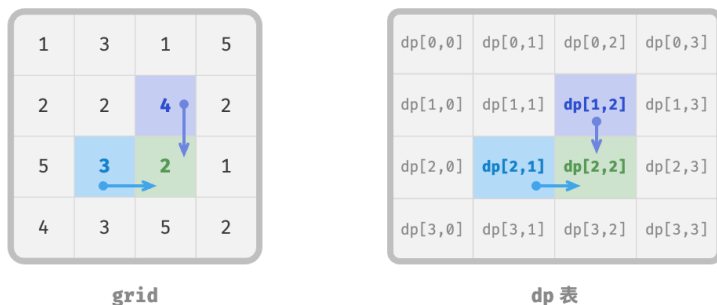 1 3 1 5
2 2 4 2
5 3 2 1
4 3 5 2
grid
dp[0,0] dp[0,1] dp[0,2] dp[0,3]
dp[1,0] dp[1,1] dp[1,2] dp[1,3]
dp[2,0] dp[2,1] dp[2,2] dp[2,3]
dp[3,0] dp[3,1] dp[3,2] dp[3,3]
dp 表